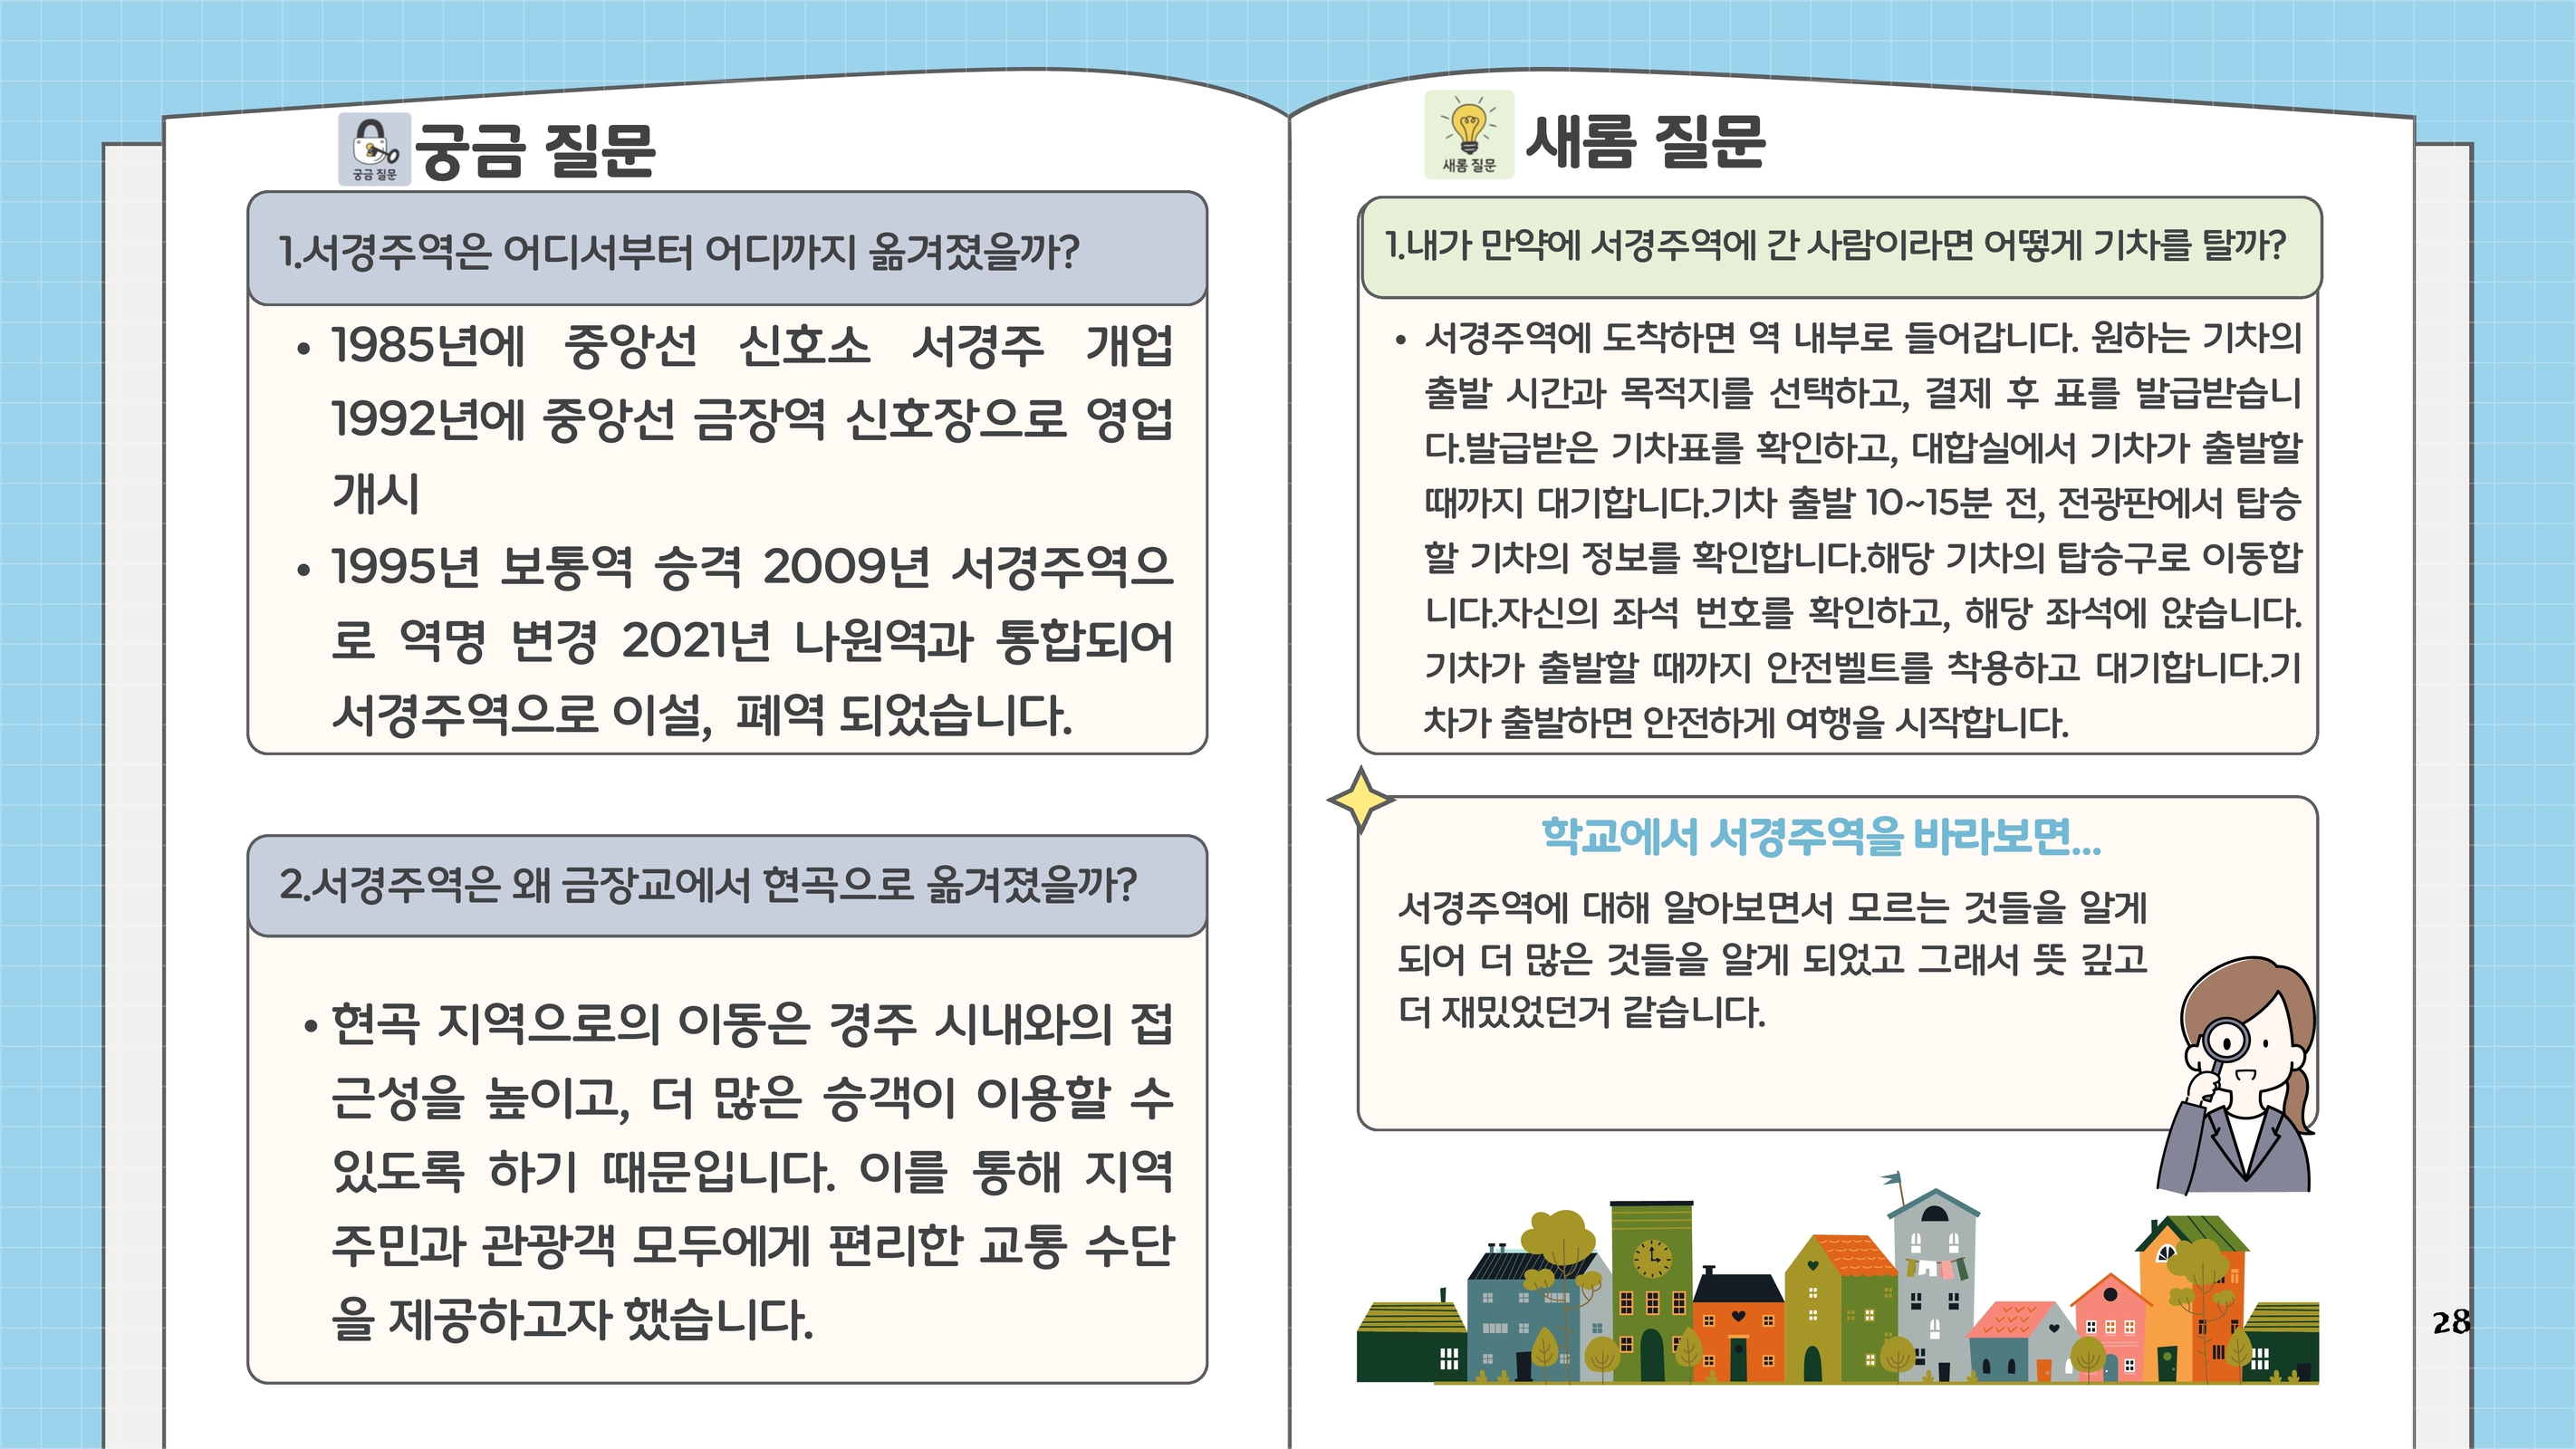 궁금 질문
궁금 질문
1.서경주역은 어디서부터 어디까지 옮겨졌을까?
• 1985년에 중앙선 신호소 서경주 개업
1992년에 중앙선 금장역 신호장으로 영업
개시
• 1995년 보통역 승격 2009년 서경주역으
로 역명 변경 2021년 나원역과 통합되어
서경주역으로 이설, 폐역 되었습니다.
2.서경주역은 왜 금장교에서 현곡으로 옮겨졌을까?
• 현곡 지역으로의 이동은 경주 시내와의 접
근성을 높이고, 더 많은 승객이 이용할 수
있도록 하기 때문입니다. 이를 통해 지역
주민과 관광객 모두에게 편리한 교통 수단
을 제공하고자 했습니다.
새롬 질문
새롬 질문
1.내가 만약에 서경주역에 간 사람이라면 어떻게 기차를 탈까?
• 서경주역에 도착하면 역 내부로 들어갑니다. 원하는 기차의
출발 시간과 목적지를 선택하고, 결제 후 표를 발급받습니
다.발급받은 기차표를 확인하고, 대합실에서 기차가 출발할
때까지 대기합니다.기차 출발 10~15분 전, 전광판에서 탑승
할 기차의 정보를 확인합니다.해당 기차의 탑승구로 이동합
니다.자신의 좌석 번호를 확인하고, 해당 좌석에 앉습니다.
기차가 출발할 때까지 안전벨트를 착용하고 대기합니다.기
차가 출발하면 안전하게 여행을 시작합니다.
학교에서 서경주역을 바라보면...
서경주역에 대해 알아보면서 모르는 것들을 알게
되어 더 많은 것들을 알게 되었고 그래서 뜻 깊고
더 재밌었던거 같습니다.
28